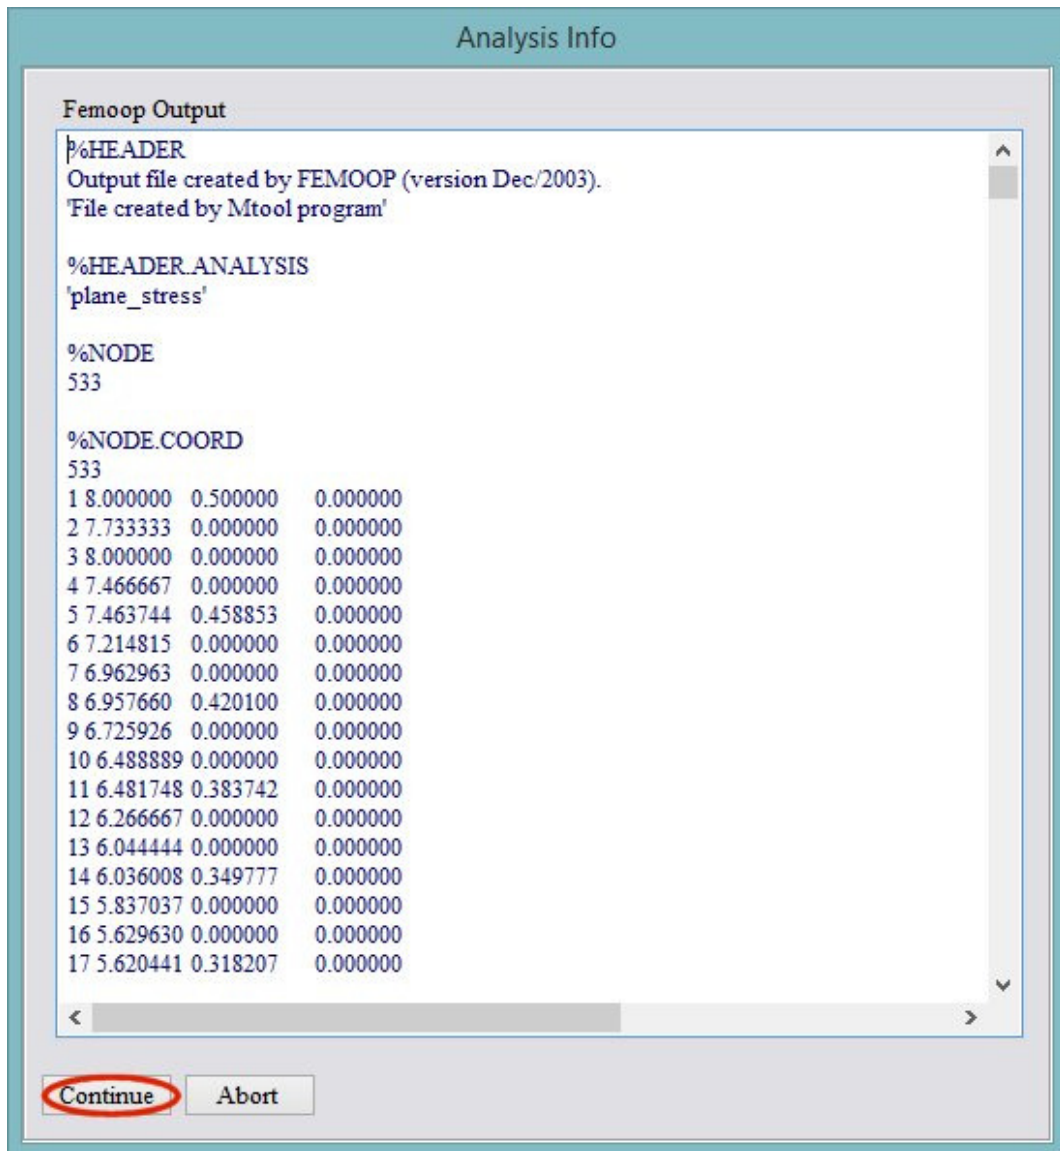 Analysis Info
Femoop Output
%HEADER
Output file created by FEMOOP (version Dec/2003).
'File created by Mtool program'
%HEADER.ANALYSIS
'plane_stress'
%NODE
533
%NODE.COORD
533
1 8.000000 0.500000 0.000000
2 7.733333 0.000000 0.000000
3 8.000000 0.000000 0.000000
4 7.466667 0.000000 0.000000
5 7.463744 0.458853 0.000000
6 7.214815 0.000000 0.000000
7 6.962963 0.000000 0.000000
8 6.957660 0.420100 0.000000
9 6.725926 0.000000 0.000000
10 6.488889 0.000000 0.000000
11 6.481748 0.383742 0.000000
12 6.266667 0.000000 0.000000
13 6.044444 0.000000 0.000000
14 6.036008 0.349777 0.000000
15 5.837037 0.000000 0.000000
16 5.629630 0.000000 0.000000
17 5.620441 0.318207 0.000000
Continue Abort